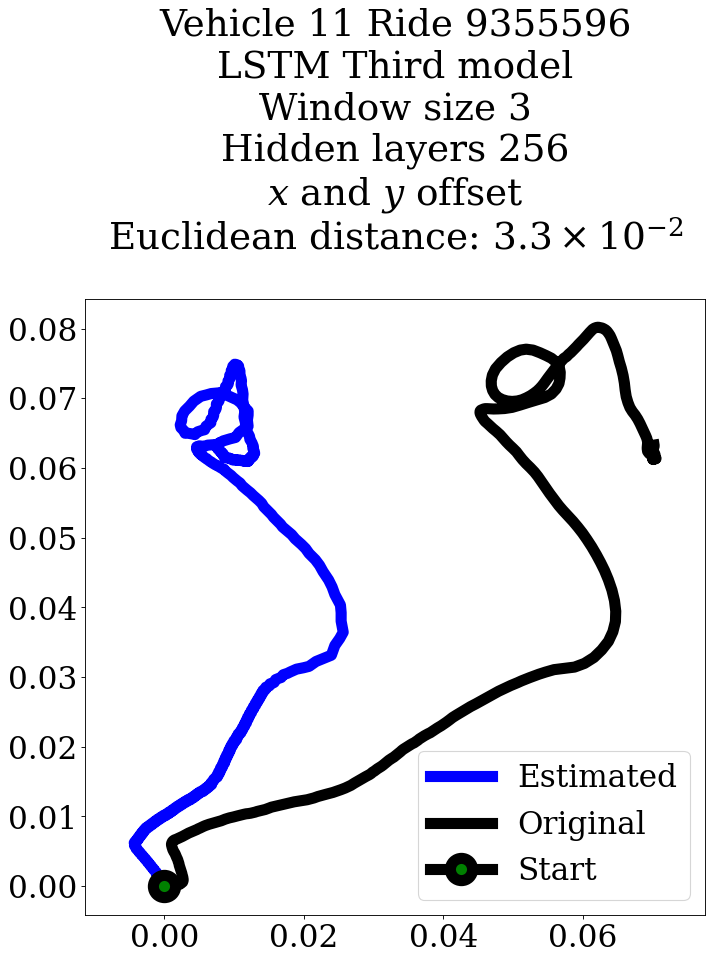 Vehicle 11 Ride 9355596
LSTM Third model
Window size 3
Hidden layers 256
x and y offset
Euclidean distance: 3.3 × 10⁻²
0.08
0.07
0.06
0.05
0.04
0.03
0.02
0.01
0.00
Estimated
Original
Start
0.00 0.02 0.04 0.06